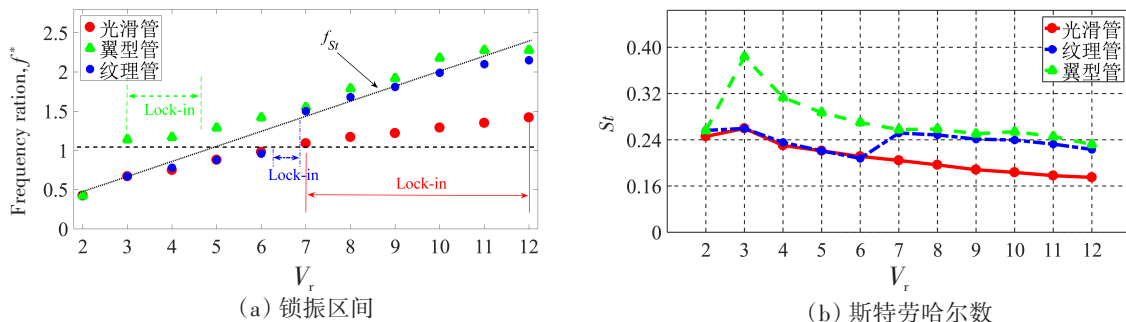 Frequency ration, f*
2.5
2
1.5
1
0.5
0
光滑管
翼型管
纹理管
f_St
Lock-in
Lock-in
Lock-in
2 3 4 5 6 7 8 9 10 11 12
V_r
(a) 锁振区间
St
0.40
0.32
0.24
0.16
0
光滑管
纹理管
翼型管
2 3 4 5 6 7 8 9 10 11 12
V_r
(b) 斯特劳哈尔数